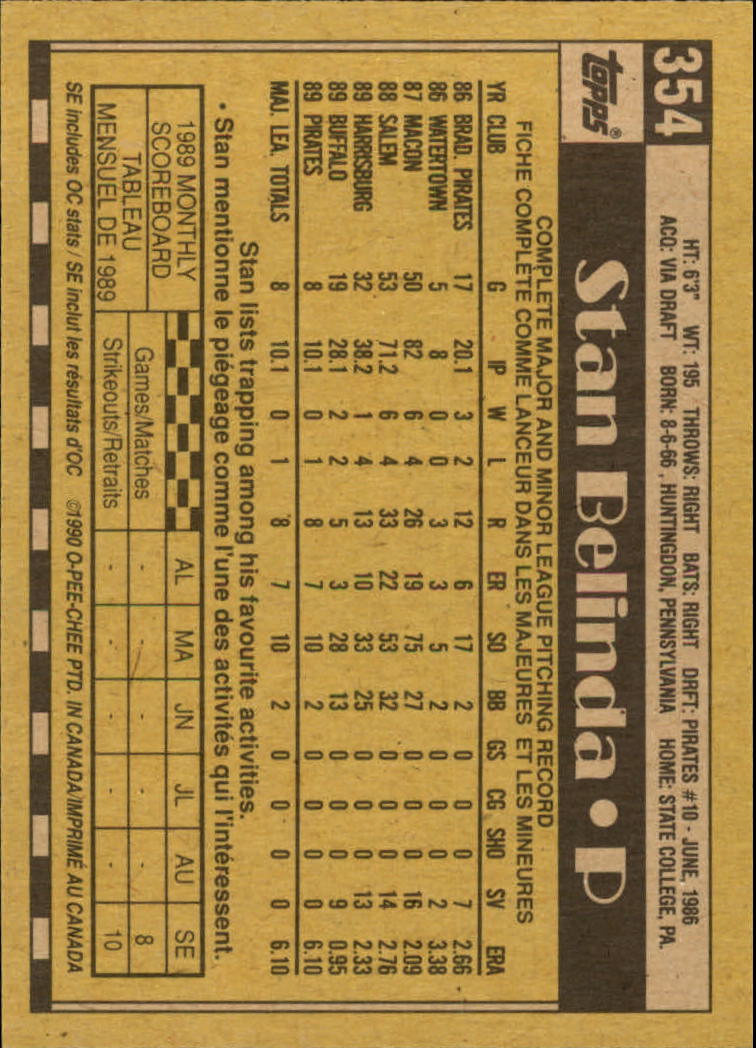 354
HT: 6'3" WT: 195 THROWS: RIGHT BATS: RIGHT DRFT: PIRATES #10 - JUNE, 1986
ACQ: VIA DRAFT BORN: 8-6-66, HUNTINGDON, PENNSYLVANIA HOME: STATE COLLEGE, PA.
topps®
Stan Belinda • P
COMPLETE MAJOR AND MINOR LEAGUE PITCHING RECORD
FICHE COMPLÈTE COMME LANCEUR DANS LES MAJEURES ET LES MINEURES
YR CLUB G IP W L R ER SO BB GS CG SHO SV ERA
86 BRAD. PIRATES 17 20.1 3 2 12 6 17 2 0 0 0 7 2.66
86 WATERTOWN 5 8 0 0 3 3 5 2 0 0 0 2 3.38
87 MACON 50 82 6 4 26 19 75 27 0 0 0 16 2.09
88 SALEM 53 71.2 6 4 33 22 53 32 0 0 0 14 2.76
89 HARRISBURG 32 38.2 1 4 13 10 33 25 0 0 0 13 2.33
89 BUFFALO 19 28.1 2 2 5 3 28 13 0 0 0 9 0.95
89 PIRATES 8 10.1 0 1 8 7 10 2 0 0 0 0 6.10
MAJ. LEA. TOTALS 8 10.1 0 1 8 7 10 2 0 0 0 0 6.10
Stan lists trapping among his favourite activities.
• Stan mentionne le piégeage comme l'une des activités qui l'intéressent.
1989 MONTHLY SCOREBOARD
TABLEAU MENSUEL DE 1989
AL MA JN JL AU SE
Games/Matches - - - - - 8
Strikeouts/Retraits - - - - - 10
SE includes OC stats / SE inclut les résultats d'OC ©1990 O-PEE-CHEE PTD. IN CANADA/IMPRIMÉ AU CANADA